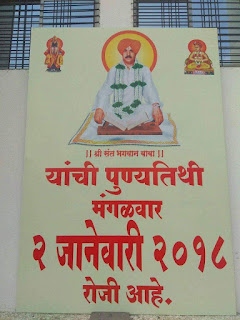 || श्री संत भगवान बाबा ||
यांची पुण्यतिथी
मंगळवार
२ जानेवारी २०१८
रोजी आहे.